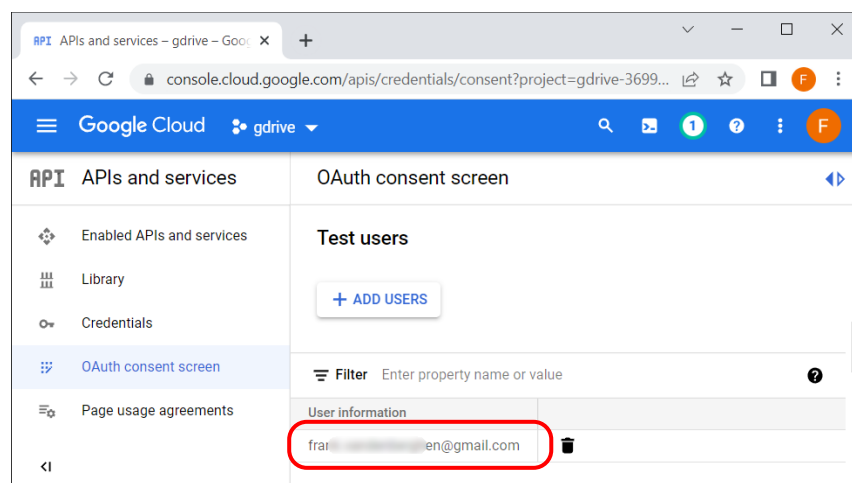 API APIs and services – gdrive – Goo
console.cloud.google.com/apis/credentials/consent?project=gdrive-3699... F
Google Cloud gdrive 1 F
API APIs and services
OAuth consent screen
Enabled APIs and services
Library
Credentials
OAuth consent screen
Page usage agreements
Test users
+ ADD USERS
Filter Enter property name or value
User information
en@gmail.com